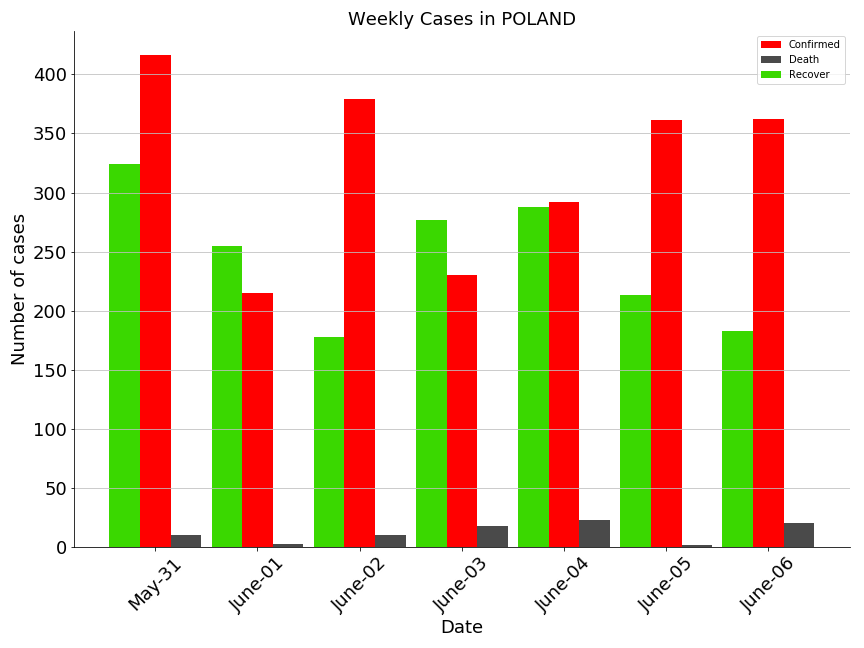 Weekly Cases in POLAND
Confirmed
Death
Recover
Number of cases
400
350
300
250
200
150
100
50
0
May-31
June-01
June-02
June-03
June-04
June-05
June-06
Date